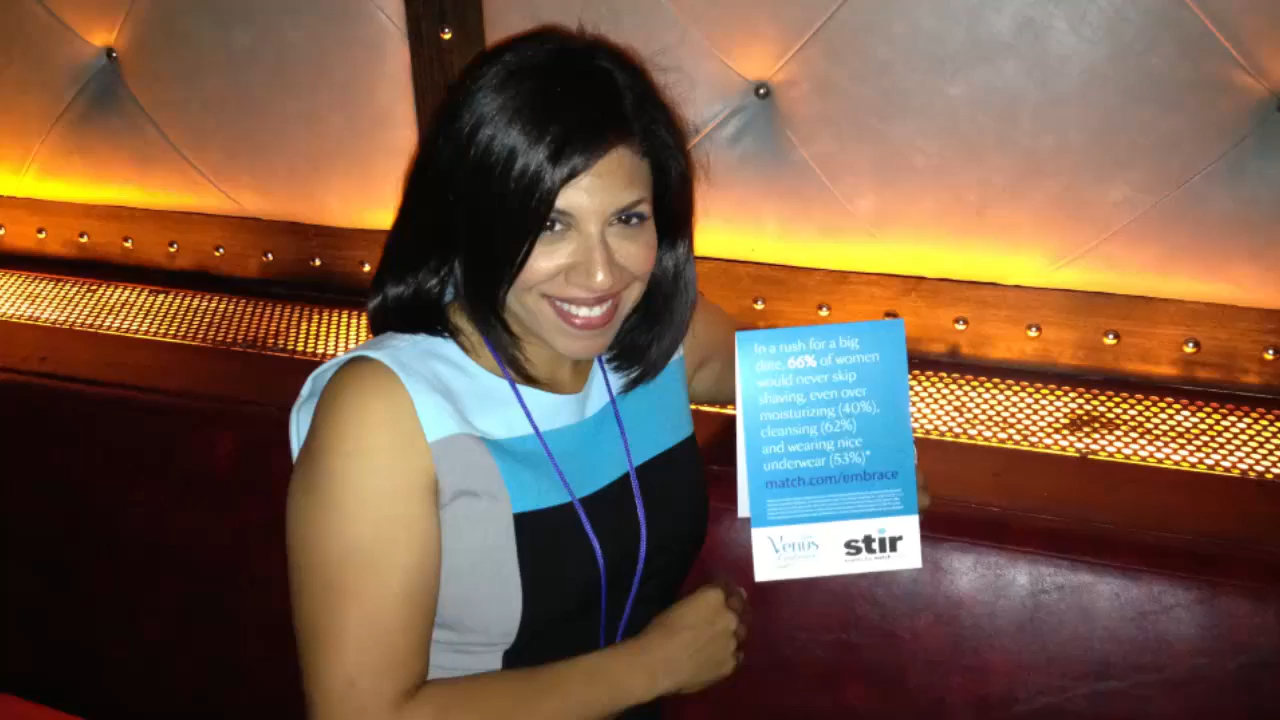 In a rush for a big
date, 66% of women
would never skip
shaving, even over
moisturizing (40%),
cleansing (62%)
and wearing nice
underwear (53%)*
match.com/embrace
Venus
stir